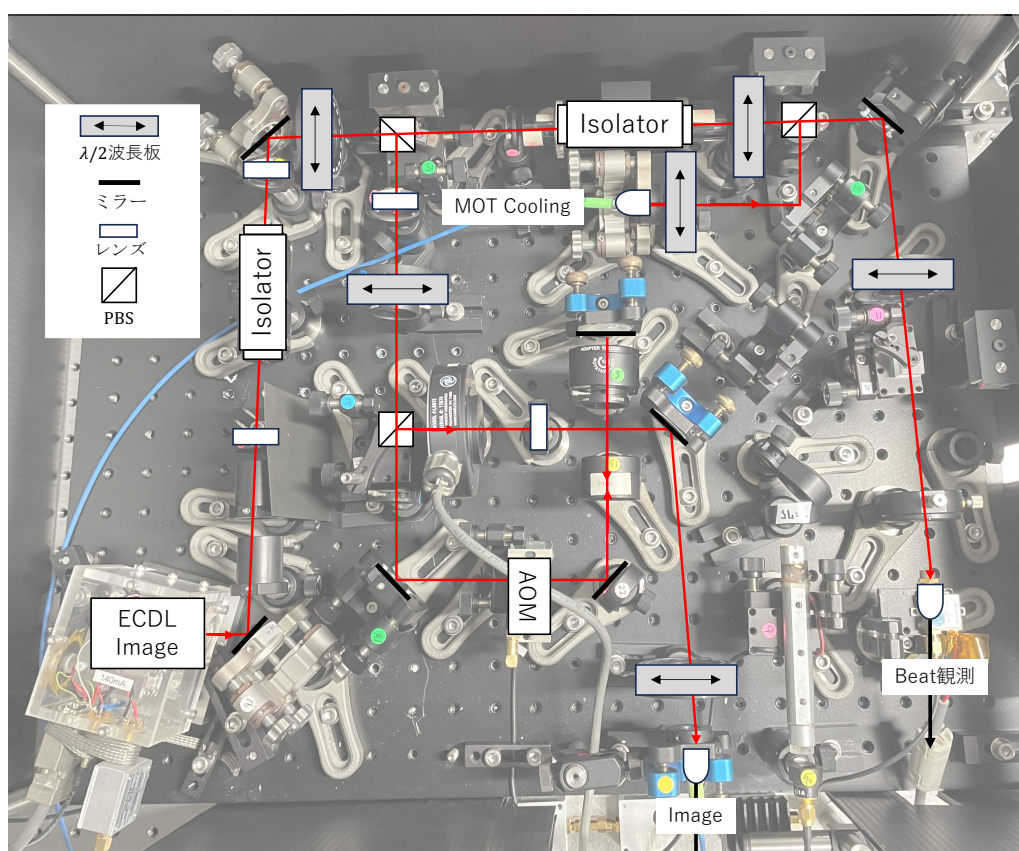 λ/2波長板
ミラー
レンズ
PBS
Isolator
Isolator
MOT Cooling
ADAPTER
AOM
ECDL
Image
140mA
Beat観測
Image